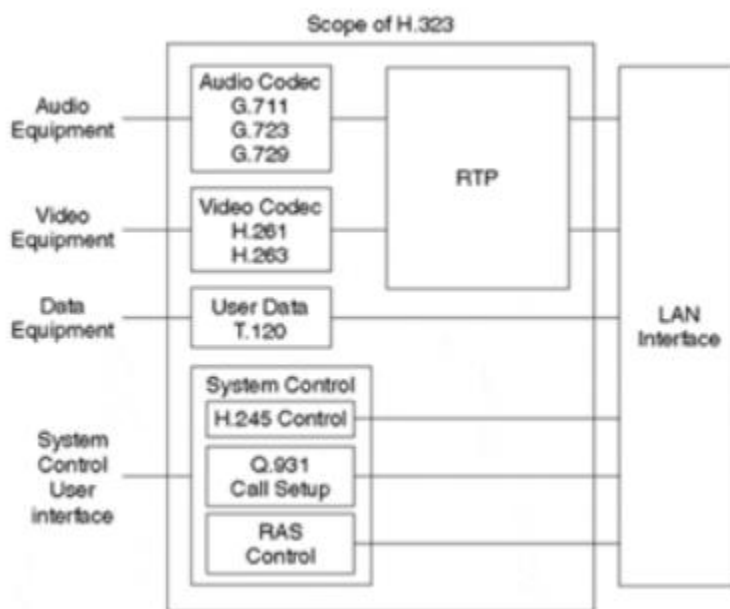 Scope of H.323
Audio
Equipment
Audio Codec
G.711
G.723
G.729
RTP
Video
Equipment
Video Codec
H.261
H.263
Data
Equipment
User Data
T.120
LAN
Interface
System Control
H.245 Control
System
Control
User
interface
Q.931
Call Setup
RAS
Control